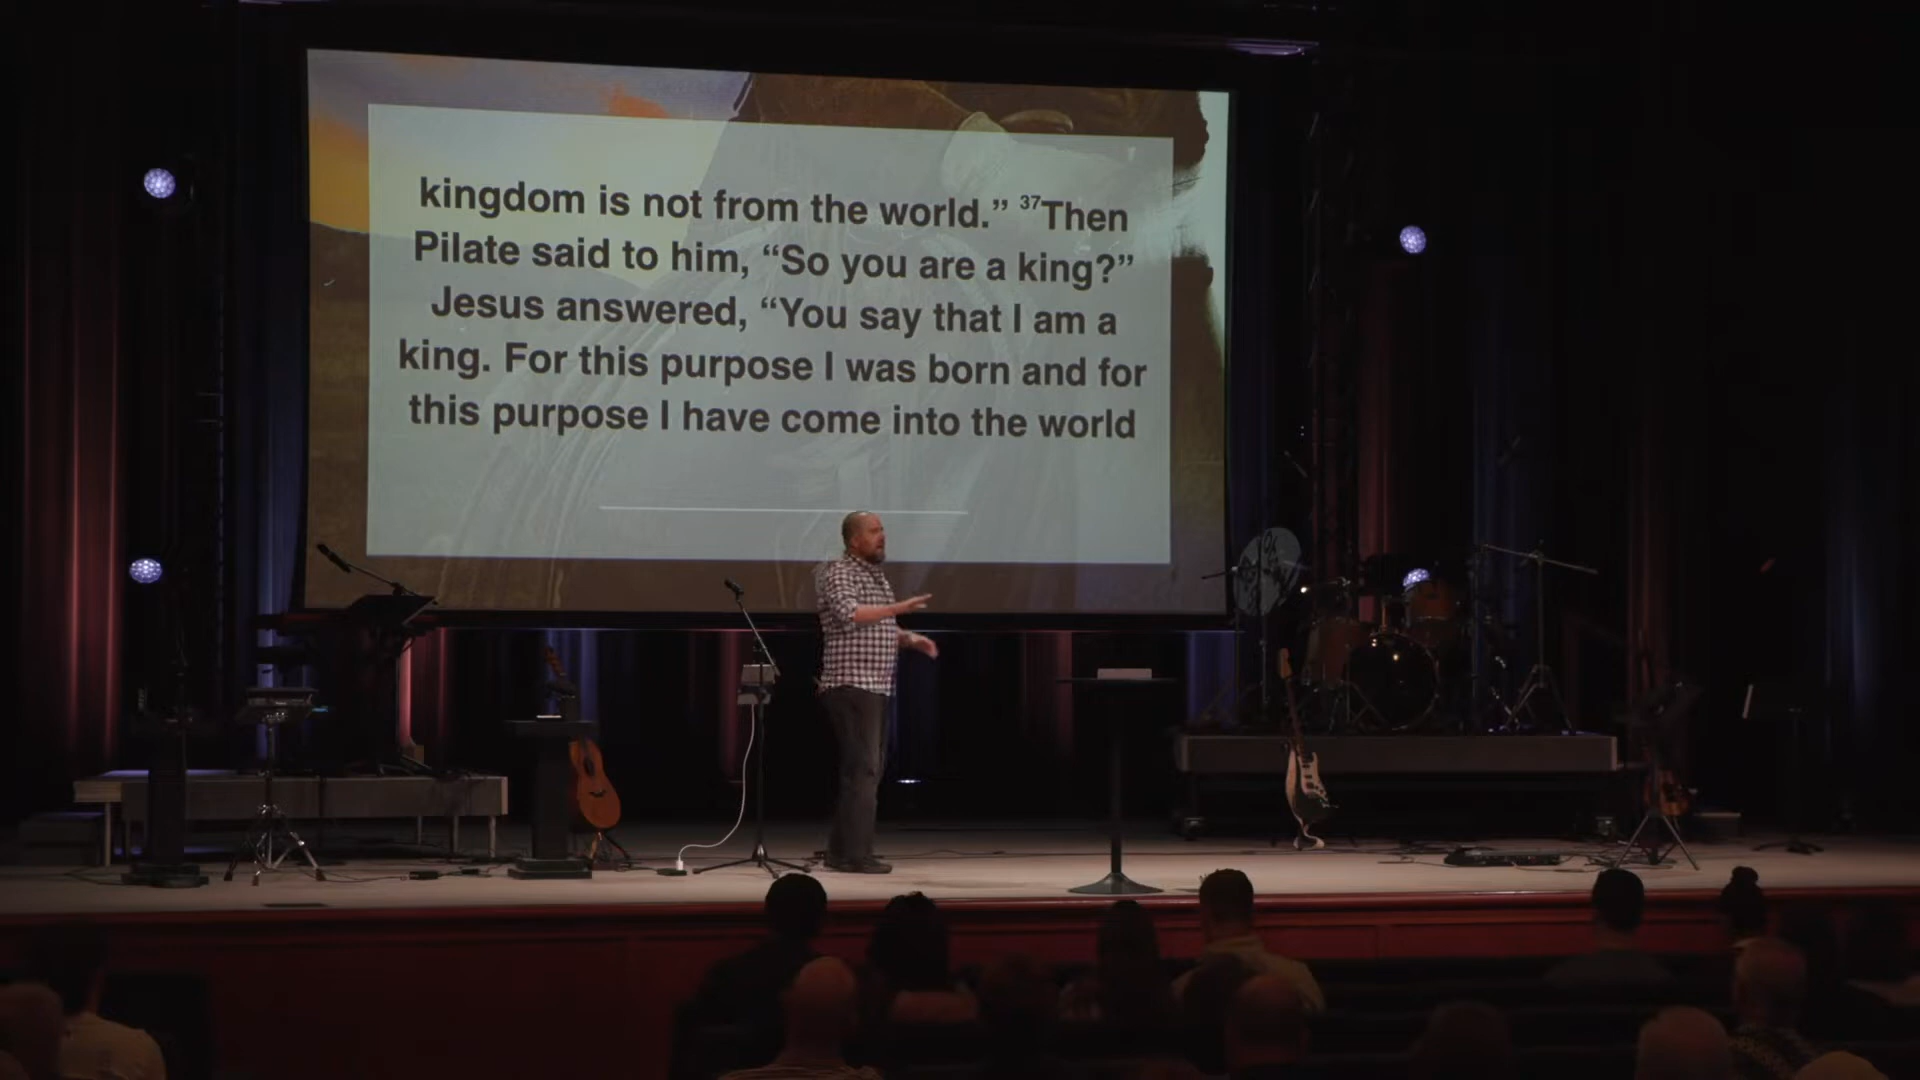 kingdom is not from the world.” ³⁷Then
Pilate said to him, “So you are a king?”
Jesus answered, “You say that I am a
king. For this purpose I was born and for
this purpose I have come into the world